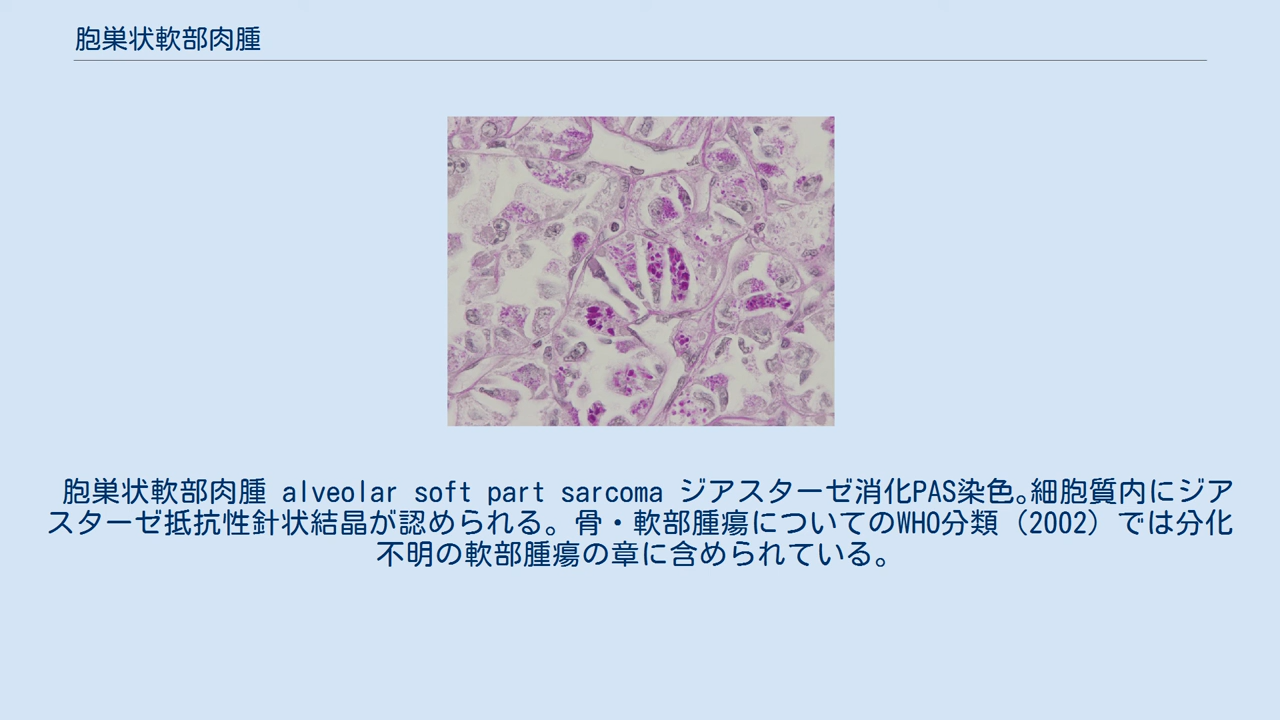 胞巣状軟部肉腫
胞巣状軟部肉腫 alveolar soft part sarcoma ジアスターゼ消化PAS染色｡細胞質内にジア
スターゼ抵抗性針状結晶が認められる。骨・軟部腫瘍についてのWHO分類（2002）では分化
不明の軟部腫瘍の章に含められている。